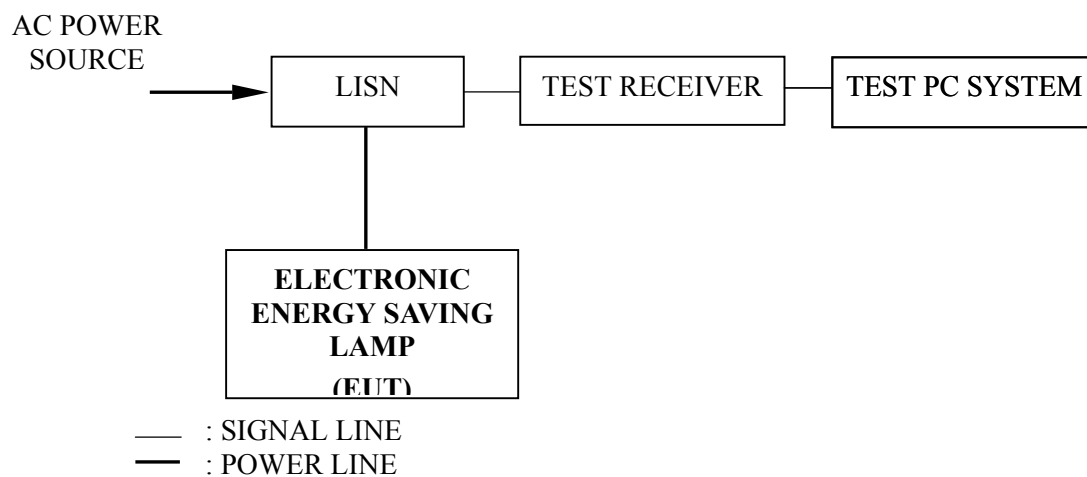 AC POWER
SOURCE
LISN
TEST RECEIVER
TEST PC SYSTEM
ELECTRONIC
ENERGY SAVING
LAMP
(EUT)
: SIGNAL LINE
: POWER LINE